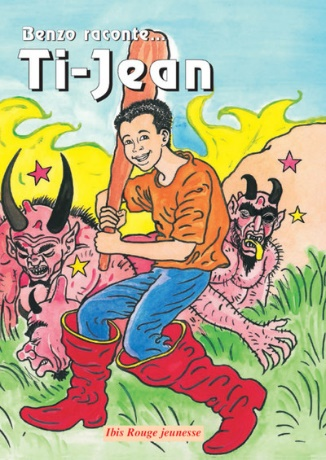 Benzo raconte...
Ti-Jean
Ibis Rouge jeunesse